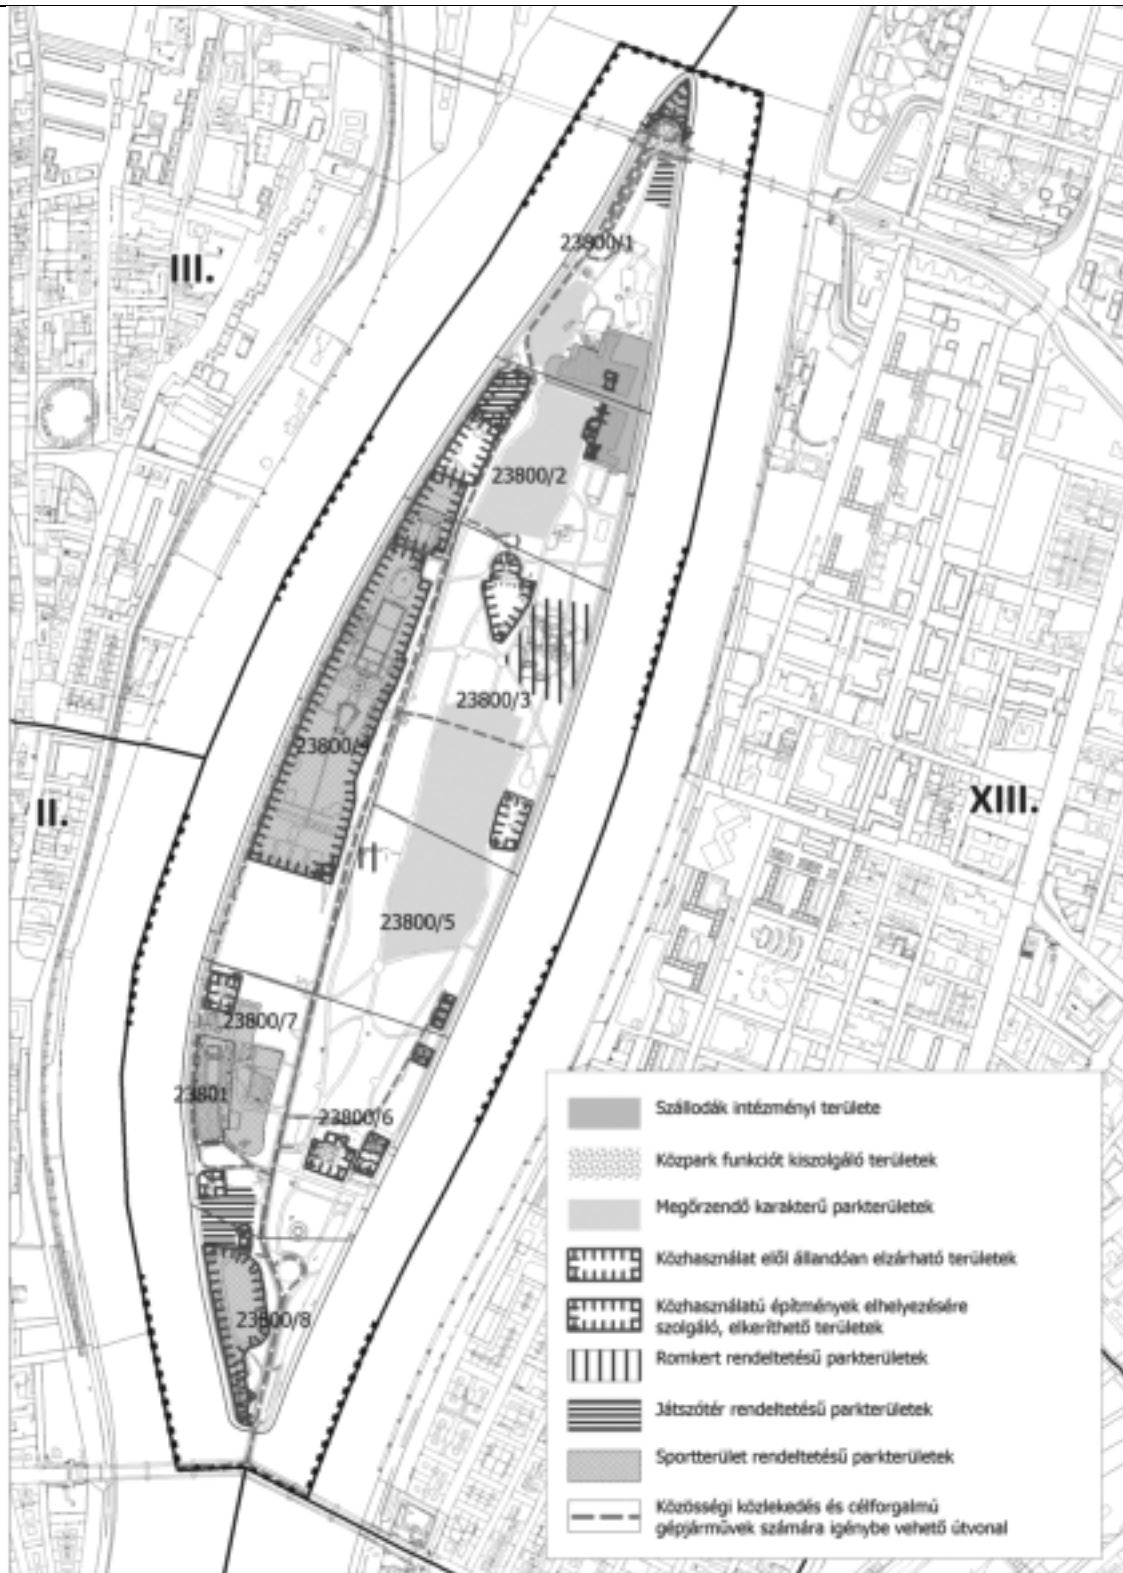 23800/1
III.
23800/2
23800/3
23800/4
II.
XIII.
23800/5
23800/7
23801
23800/6
23800/8
Szállodák intézményi területe
Közpark funkciót kiszolgáló területek
Megőrzendő karakterű parkterületek
Közhasználat elől állandóan elzárható területek
Közhasználatú építmények elhelyezésére
szolgáló, elkeríthető területek
Romkert rendeltetésű parkterületek
Játszótér rendeltetésű parkterületek
Sportterület rendeltetésű parkterületek
Közösségi közlekedés és célforgalmú
gépjárművek számára igénybe vehető útvonal